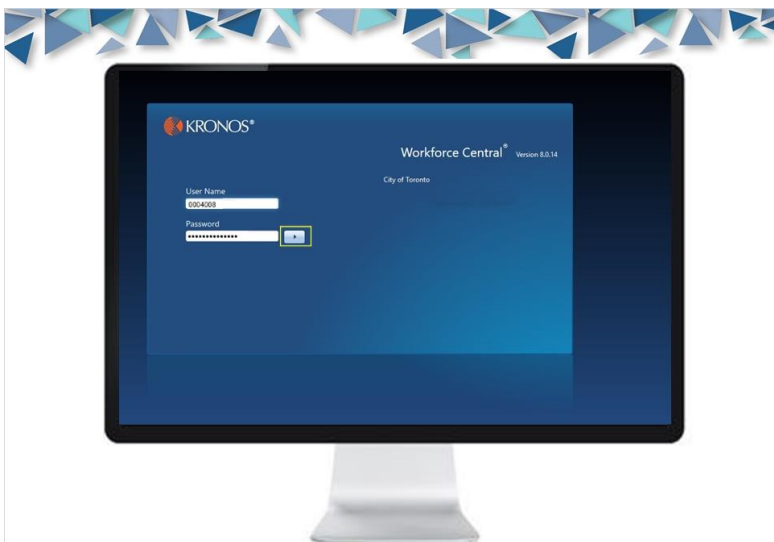 KRONOS®
Workforce Central® Version 8.0.14
City of Toronto
User Name
0004008
Password
••••••••••••••